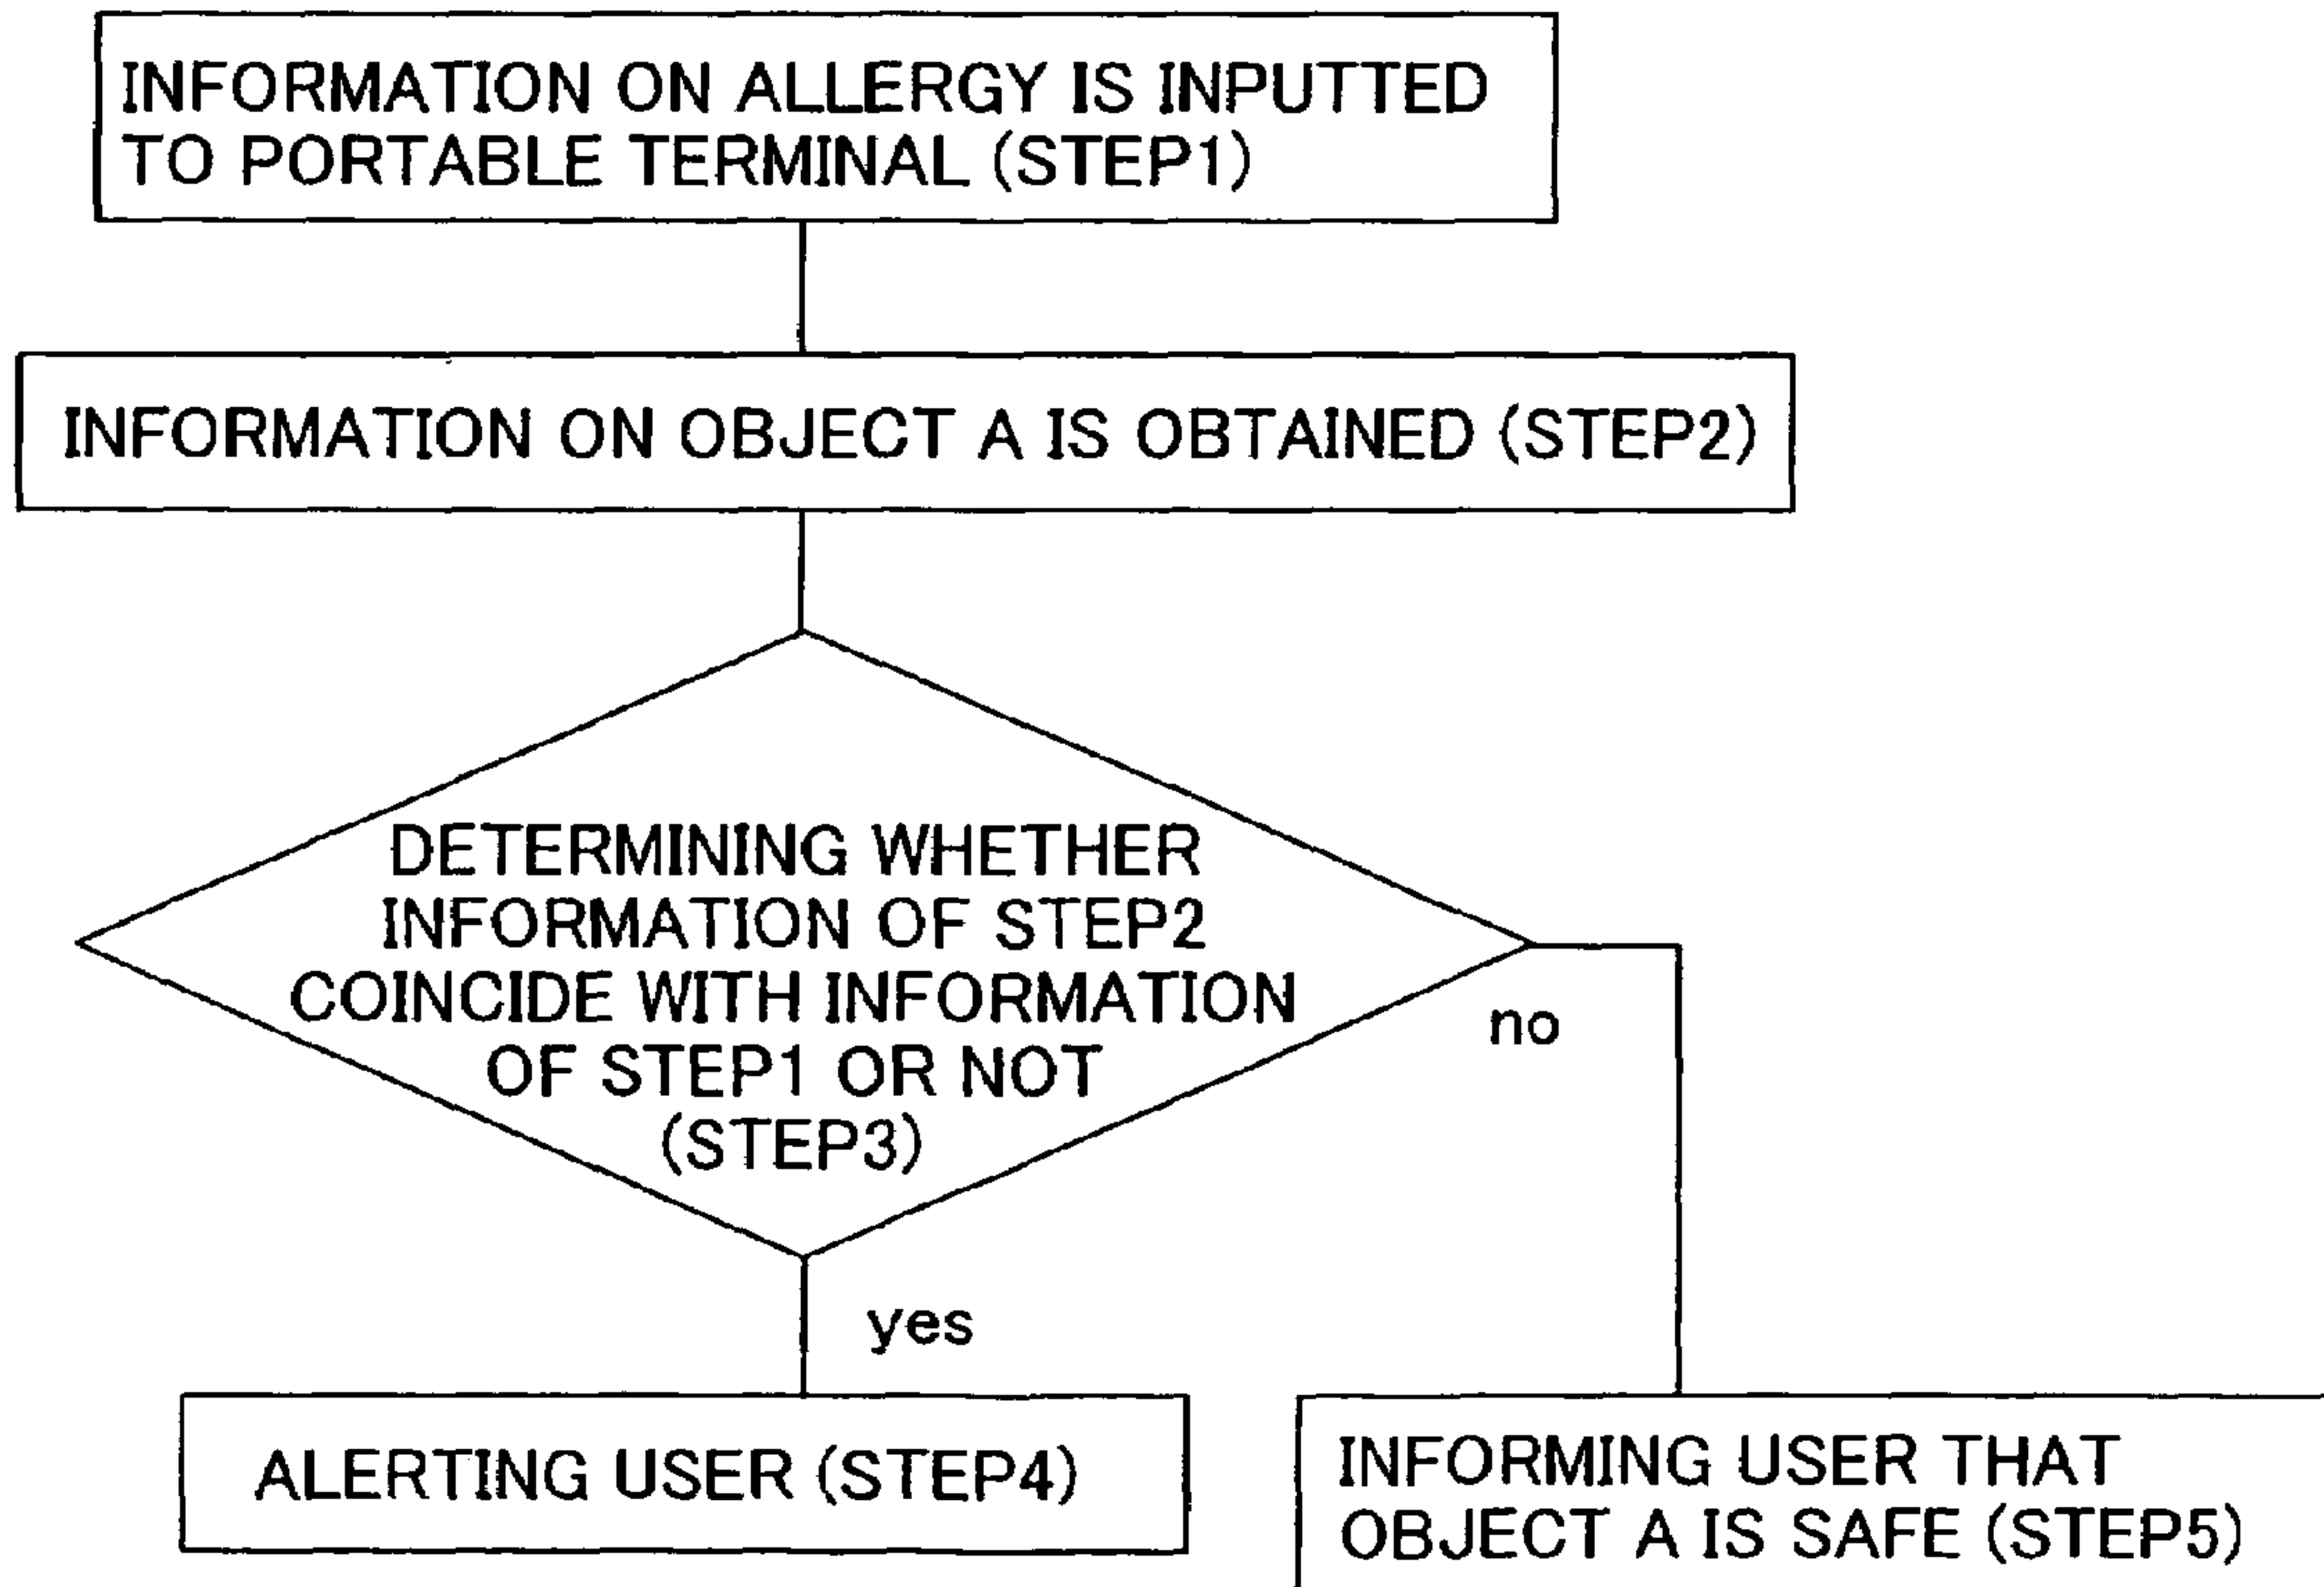 INFORMATION ON ALLERGY IS INPUTTED
TO PORTABLE TERMINAL (STEP1)
INFORMATION ON OBJECT A IS OBTAINED (STEP2)
DETERMINING WHETHER
INFORMATION OF STEP2
COINCIDE WITH INFORMATION
OF STEP1 OR NOT
(STEP3)
no
yes
ALERTING USER (STEP4)
INFORMING USER THAT
OBJECT A IS SAFE (STEP5)